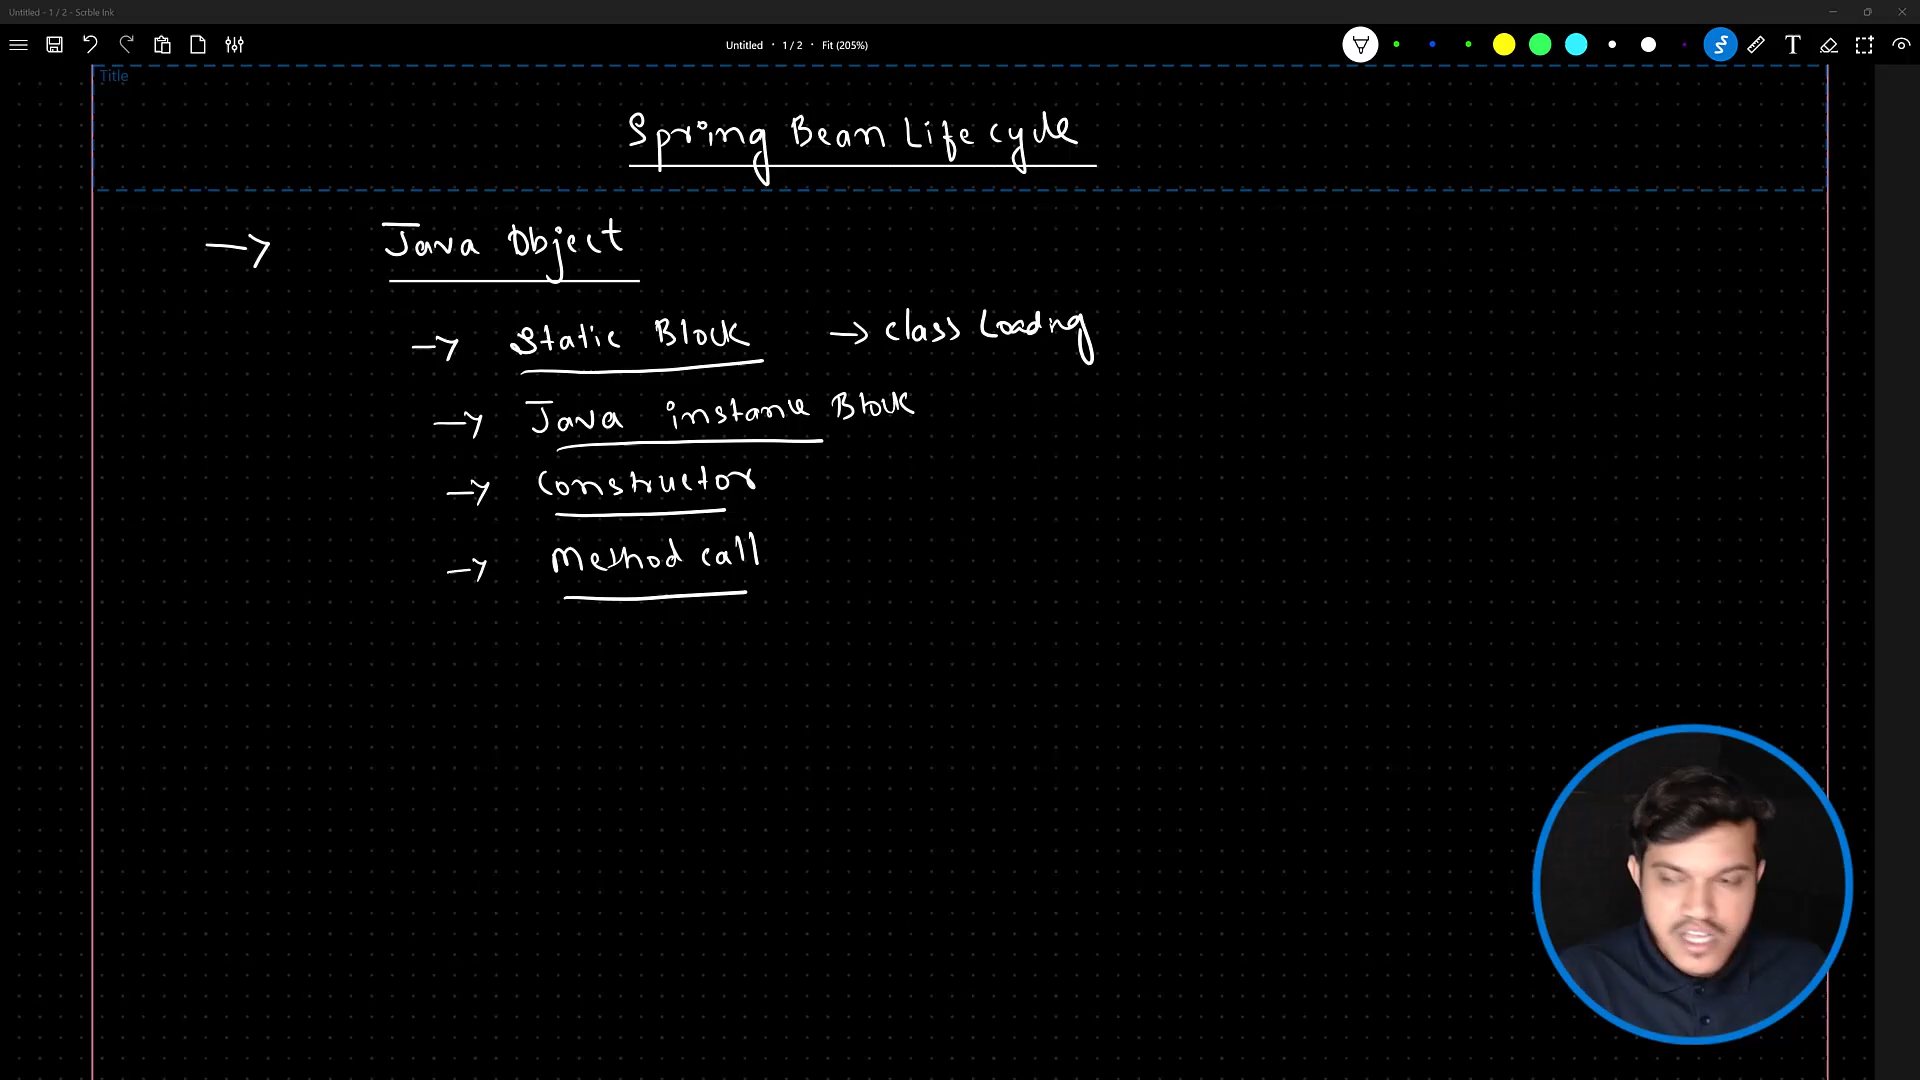 Untitled - 1 / 2 - Scrble Ink
Untitled • 1 / 2 • Fit (205%)
T
Title
Spring Bean Life cycle
→ Java Object
→ Static Block → class Loading
→ Java instance Block
→ Constructor
→ Method call